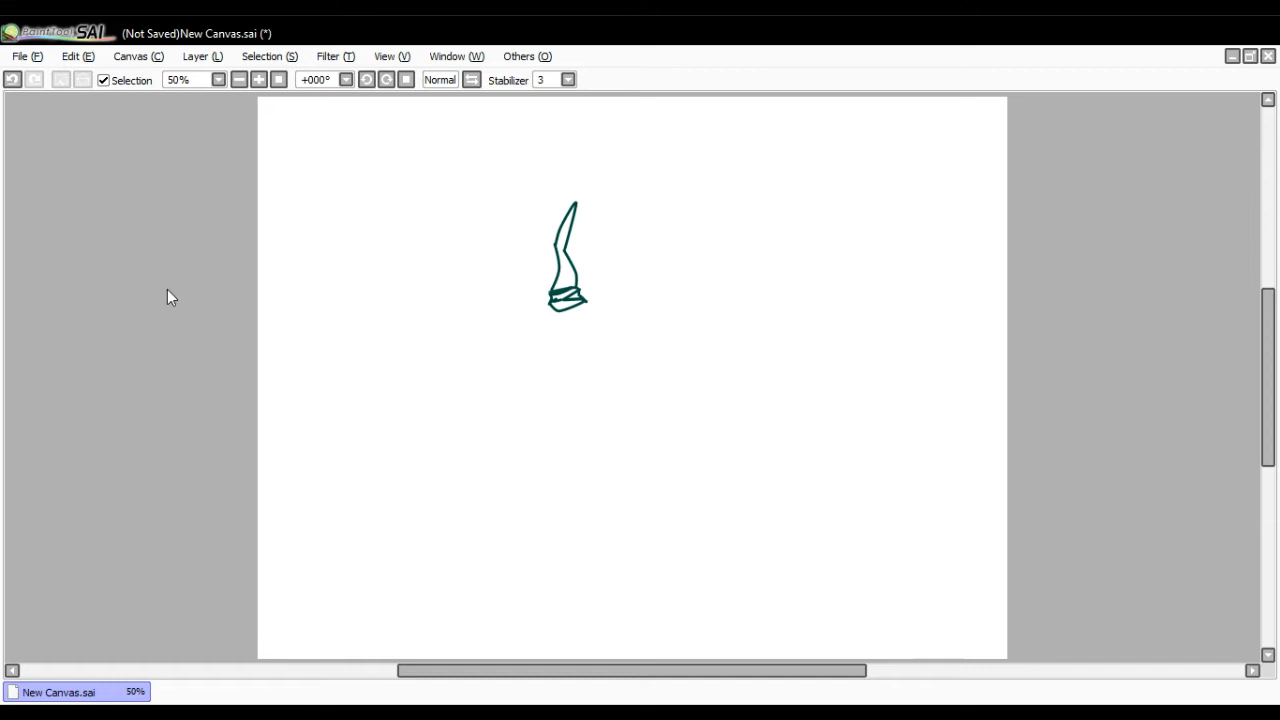 PaintTool SAI (Not Saved)New Canvas.sai (*)
File (F) Edit (E) Canvas (C) Layer (L) Selection (S) Filter (T) View (V) Window (W) Others (O)
Selection 50% +000° Normal Stabilizer 3
New Canvas.sai 50%